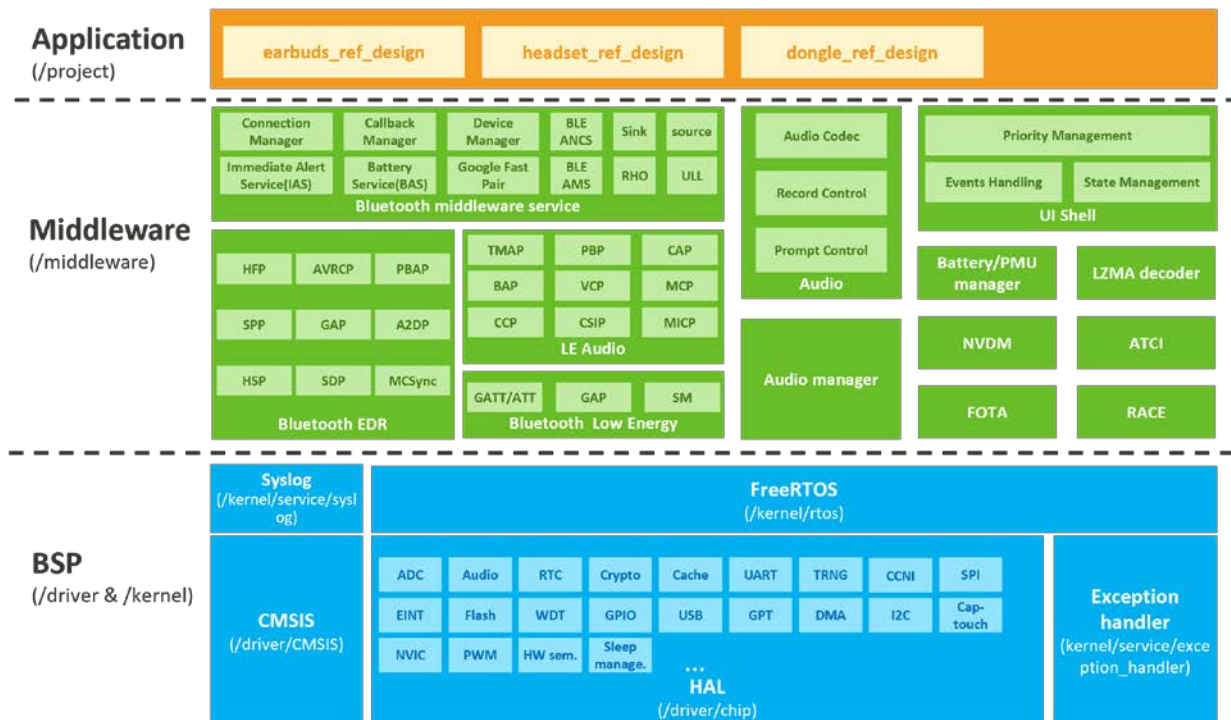 Application
(/project)
earbuds_ref_design
headset_ref_design
dongle_ref_design
Middleware
(/middleware)
Connection
Manager
Callback
Manager
Device
Manager
BLE
ANCS
Sink
source
Immediate Alert
Service(IAS)
Battery
Service(BAS)
Google Fast
Pair
BLE
AMS
RHO
ULL
Bluetooth middleware service
HFP
AVRCP
PBAP
SPP
GAP
A2DP
HSP
SDP
MCSync
Bluetooth EDR
TMAP
PBP
CAP
BAP
VCP
MCP
CCP
CSIP
MICP
LE Audio
GATT/ATT
GAP
SM
Bluetooth Low Energy
Audio Codec
Record Control
Prompt Control
Audio
Audio manager
Priority Management
Events Handling
State Management
UI Shell
Battery/PMU
manager
LZMA decoder
NVDM
ATCI
FOTA
RACE
BSP
(/driver & /kernel)
Syslog
(/kernel/service/sysl
og)
FreeRTOS
(/kernel/rtos)
CMSIS
(/driver/CMSIS)
ADC
Audio
RTC
Crypto
Cache
UART
TRNG
CCNI
SPI
EINT
Flash
WDT
GPIO
USB
GPT
DMA
I2C
Cap-
touch
NVIC
PWM
HW sem.
Sleep
manage.
...
HAL
(/driver/chip)
Exception
handler
(kernel/service/exce
ption_handler)